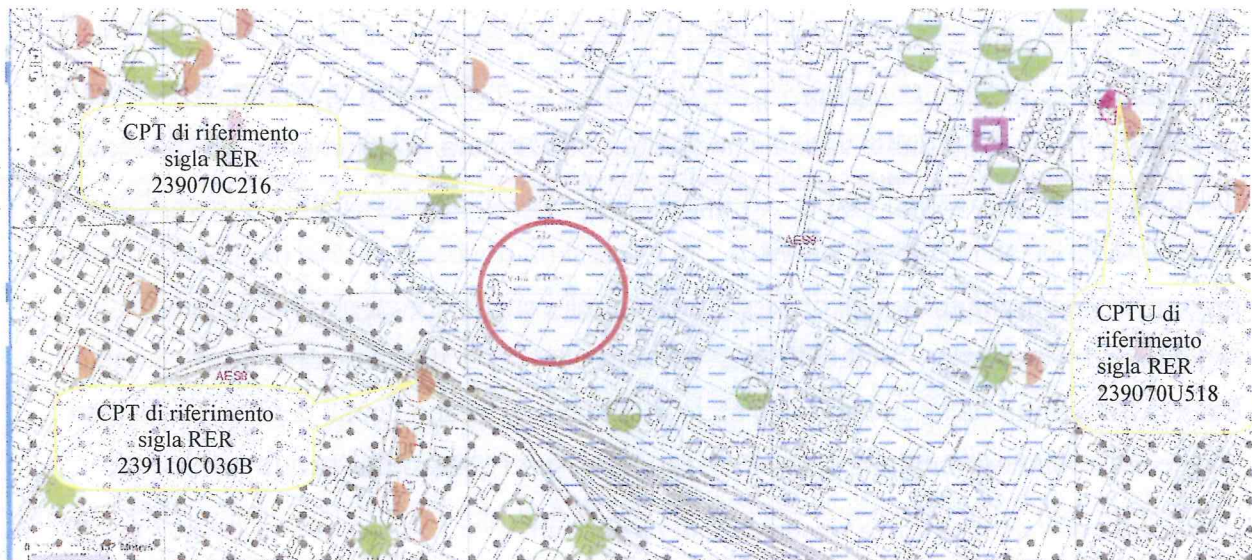 CPT di riferimento
sigla RER
239070C216
AES8
CPTU di
riferimento
sigla RER
239070U518
AES8
CPT di riferimento
sigla RER
239110C036B